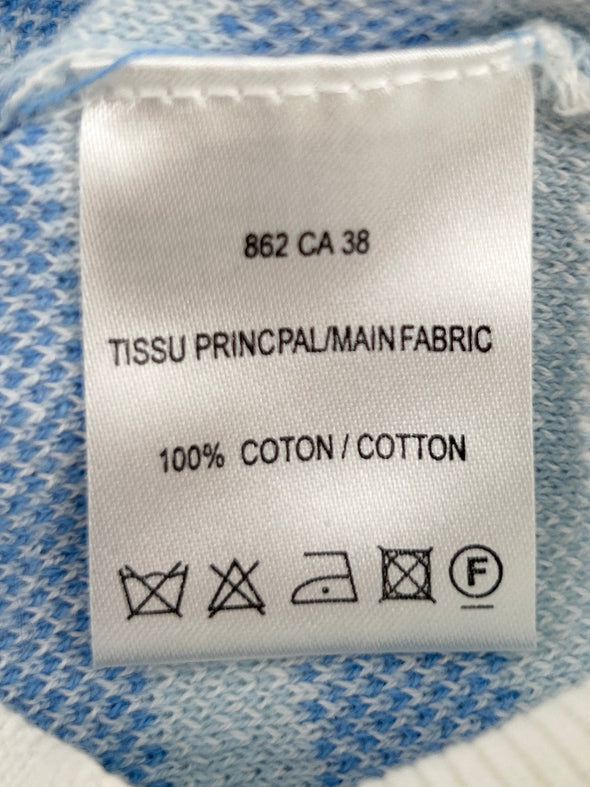 862 CA 38
TISSU PRINCPAL/MAIN FABRIC
100% COTON / COTTON
F